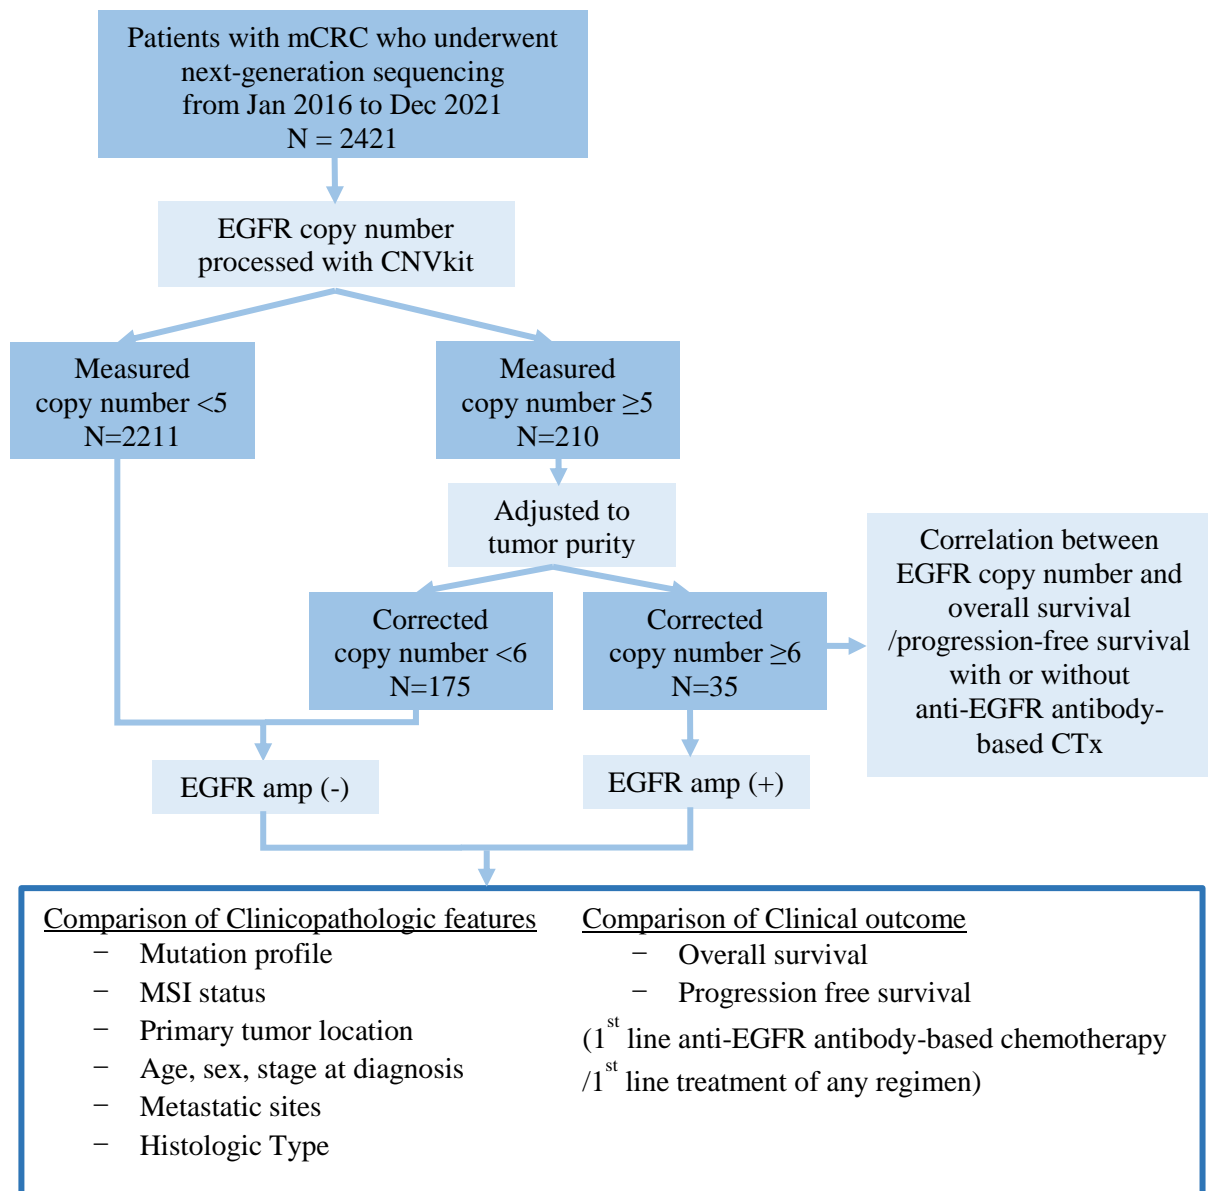 Patients with mCRC who underwent
next-generation sequencing
from Jan 2016 to Dec 2021
N = 2421
EGFR copy number
processed with CNVkit
Measured
copy number <5
N=2211
Measured
copy number ≥5
N=210
Adjusted to
tumor purity
Corrected
copy number <6
N=175
Corrected
copy number ≥6
N=35
Correlation between
EGFR copy number and
overall survival
/progression-free survival
with or without
anti-EGFR antibody-
based CTx
EGFR amp (-)
EGFR amp (+)
Comparison of Clinicopathologic features
− Mutation profile
− MSI status
− Primary tumor location
− Age, sex, stage at diagnosis
− Metastatic sites
− Histologic Type
Comparison of Clinical outcome
− Overall survival
− Progression free survival
(1st line anti-EGFR antibody-based chemotherapy
/1st line treatment of any regimen)